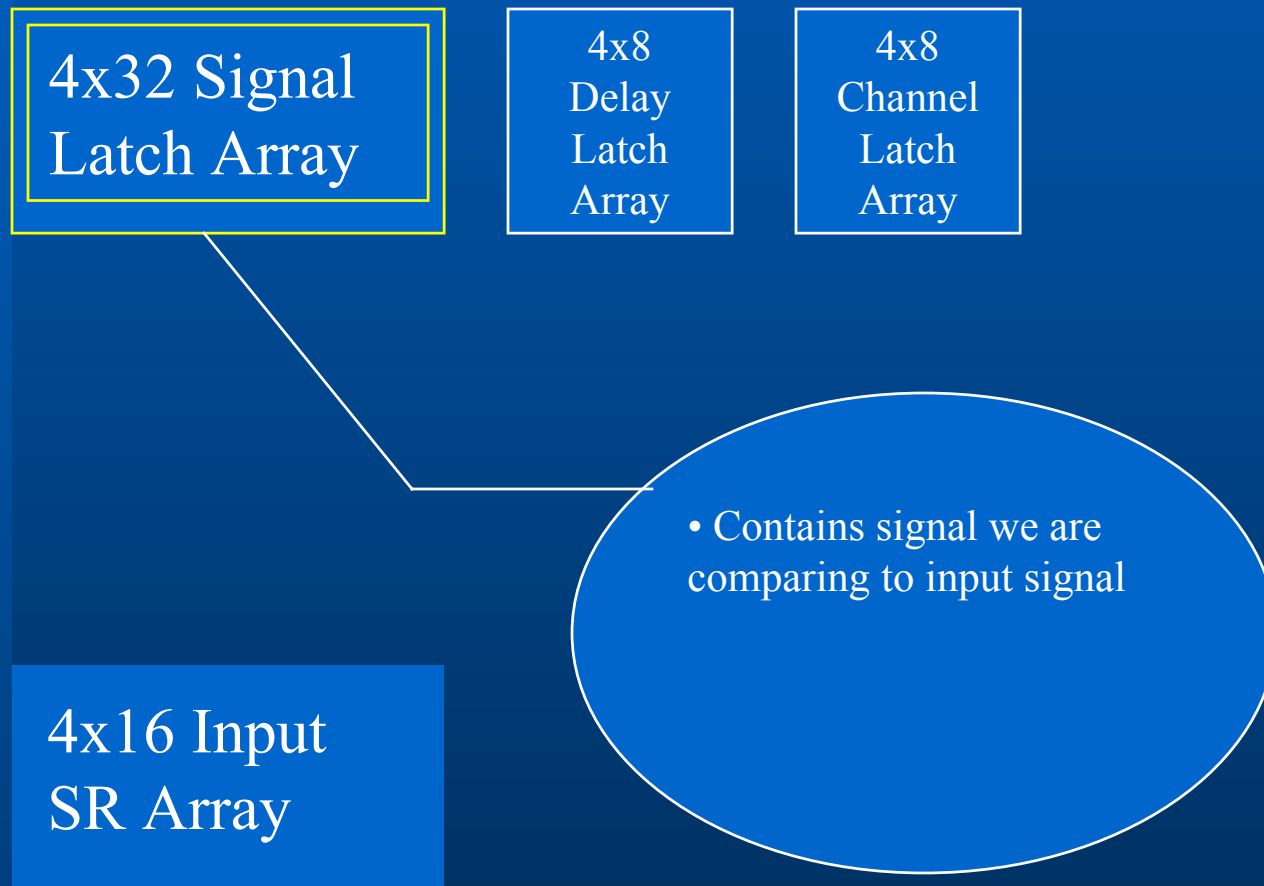 4x32 Signal
Latch Array
4x8
Delay
Latch
Array
4x8
Channel
Latch
Array
• Contains signal we are
comparing to input signal
4x16 Input
SR Array